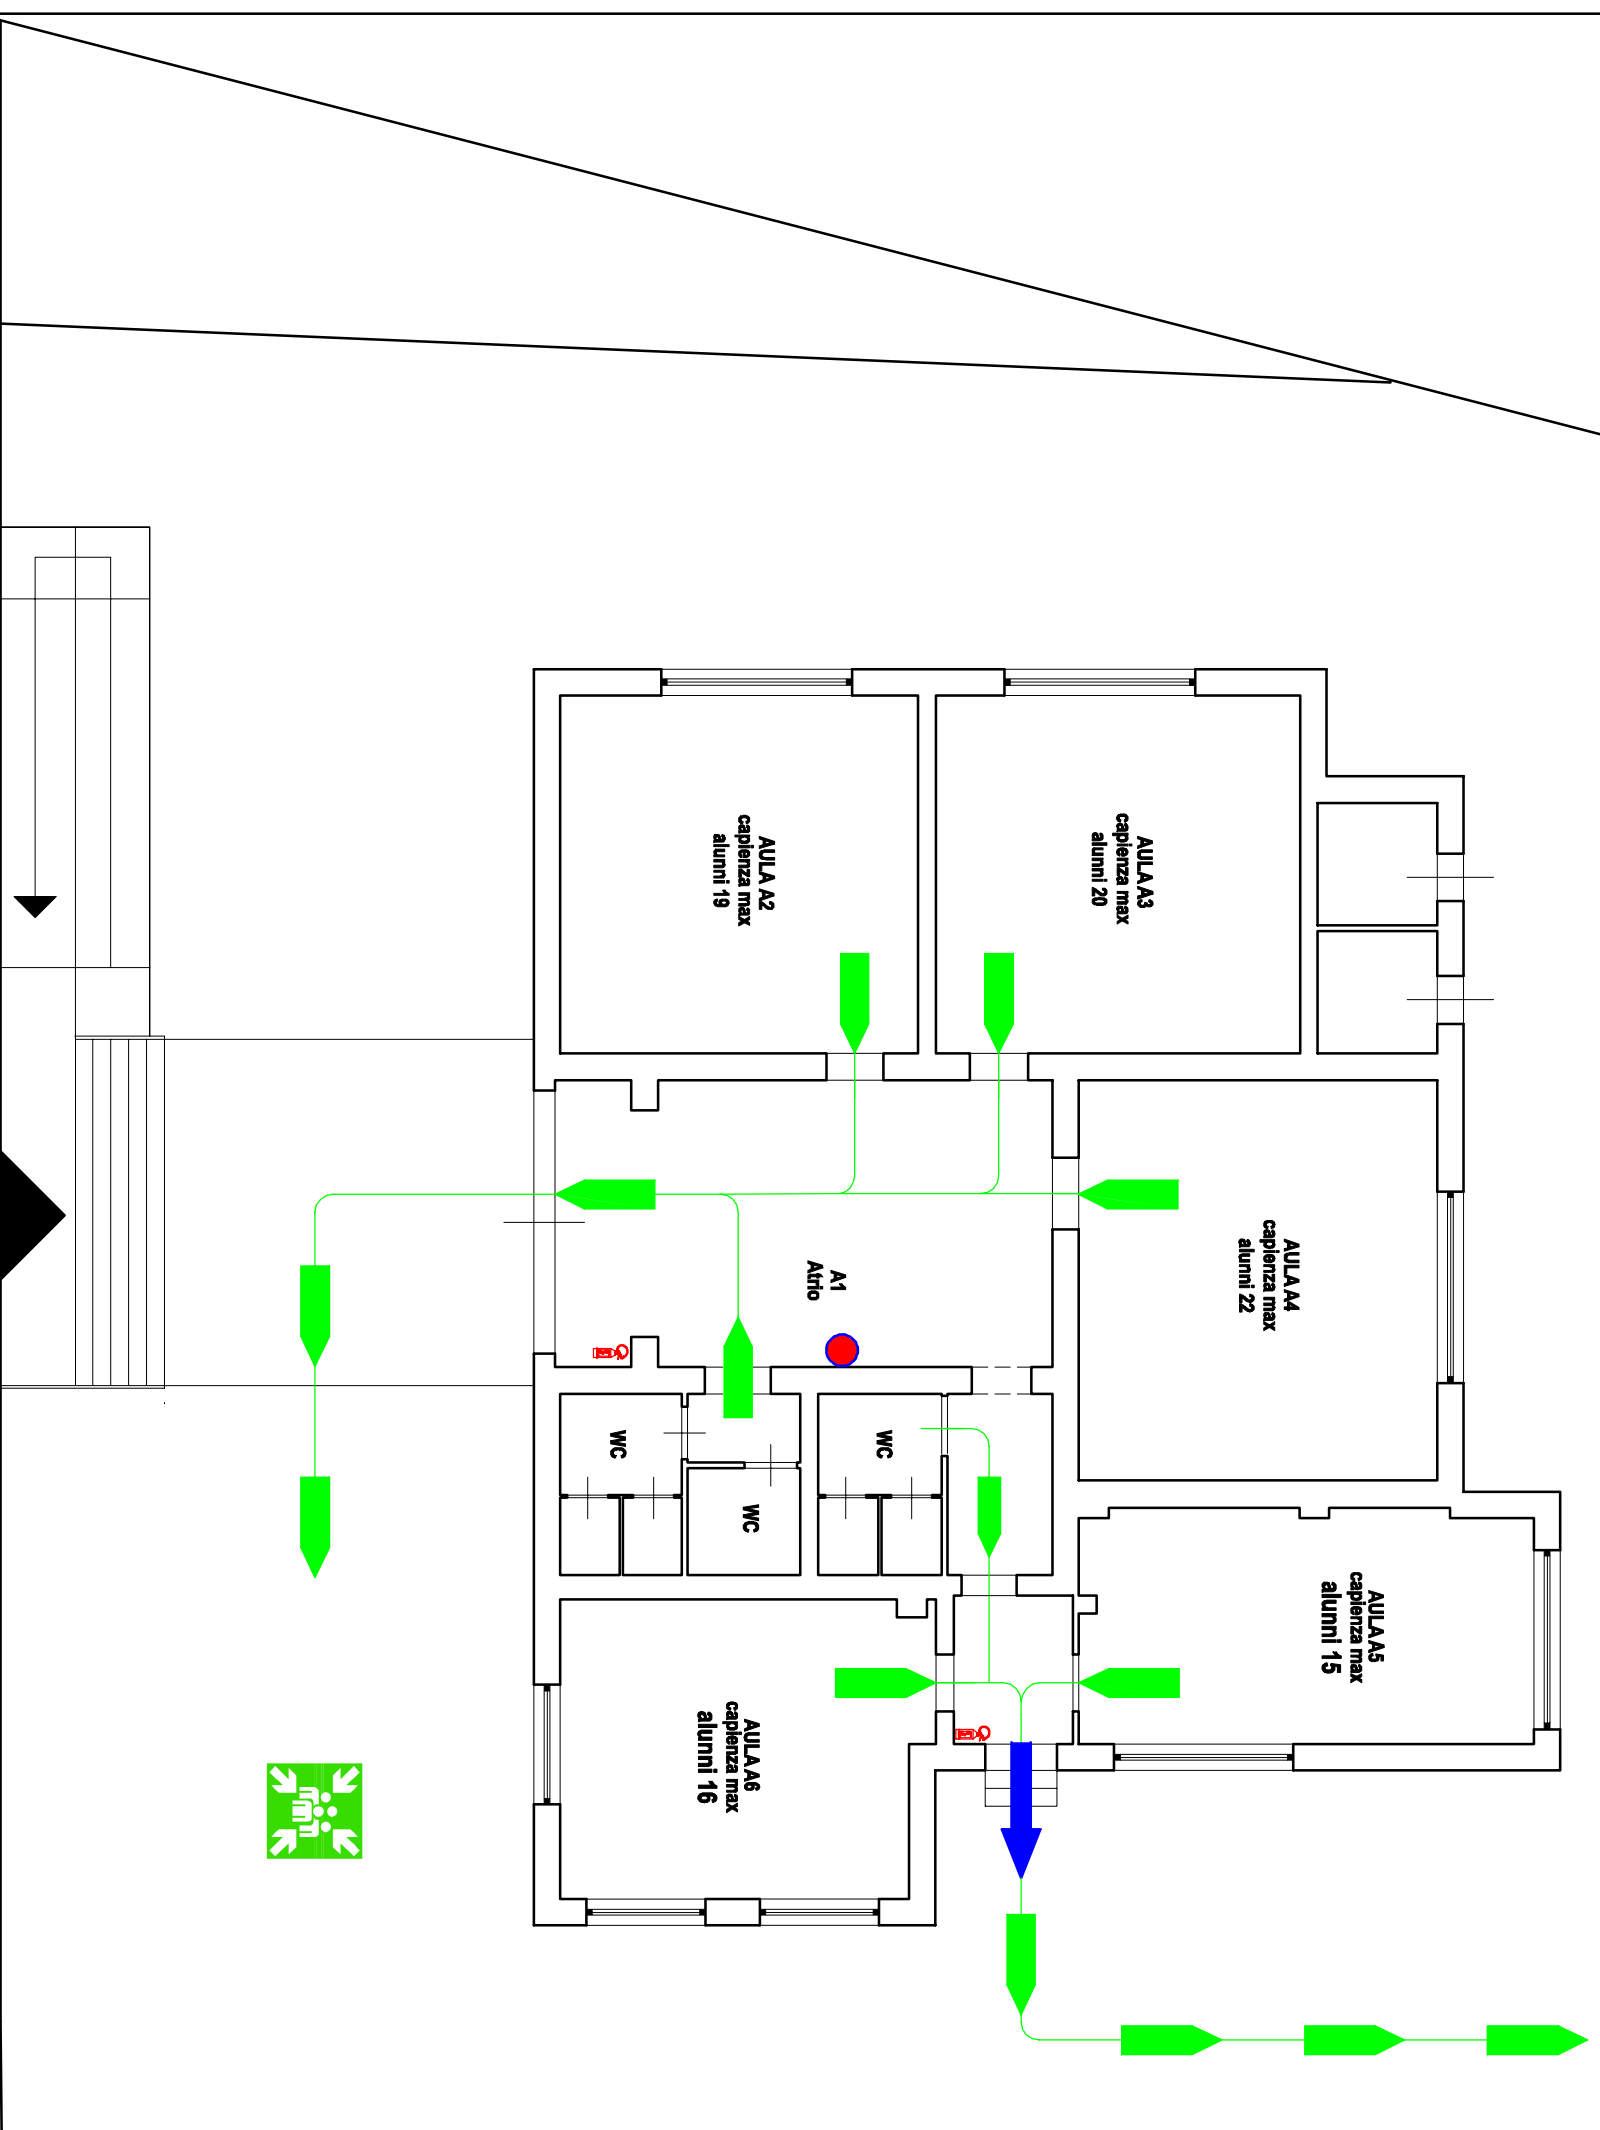 AULA A2
capienza max
alunni 19
AULA A3
capienza max
alunni 20
AULA A4
capienza max
alunni 22
A1
Atrio
WC
WC
WC
AULA A5
capienza max
alunni 15
AULA A6
capienza max
alunni 16